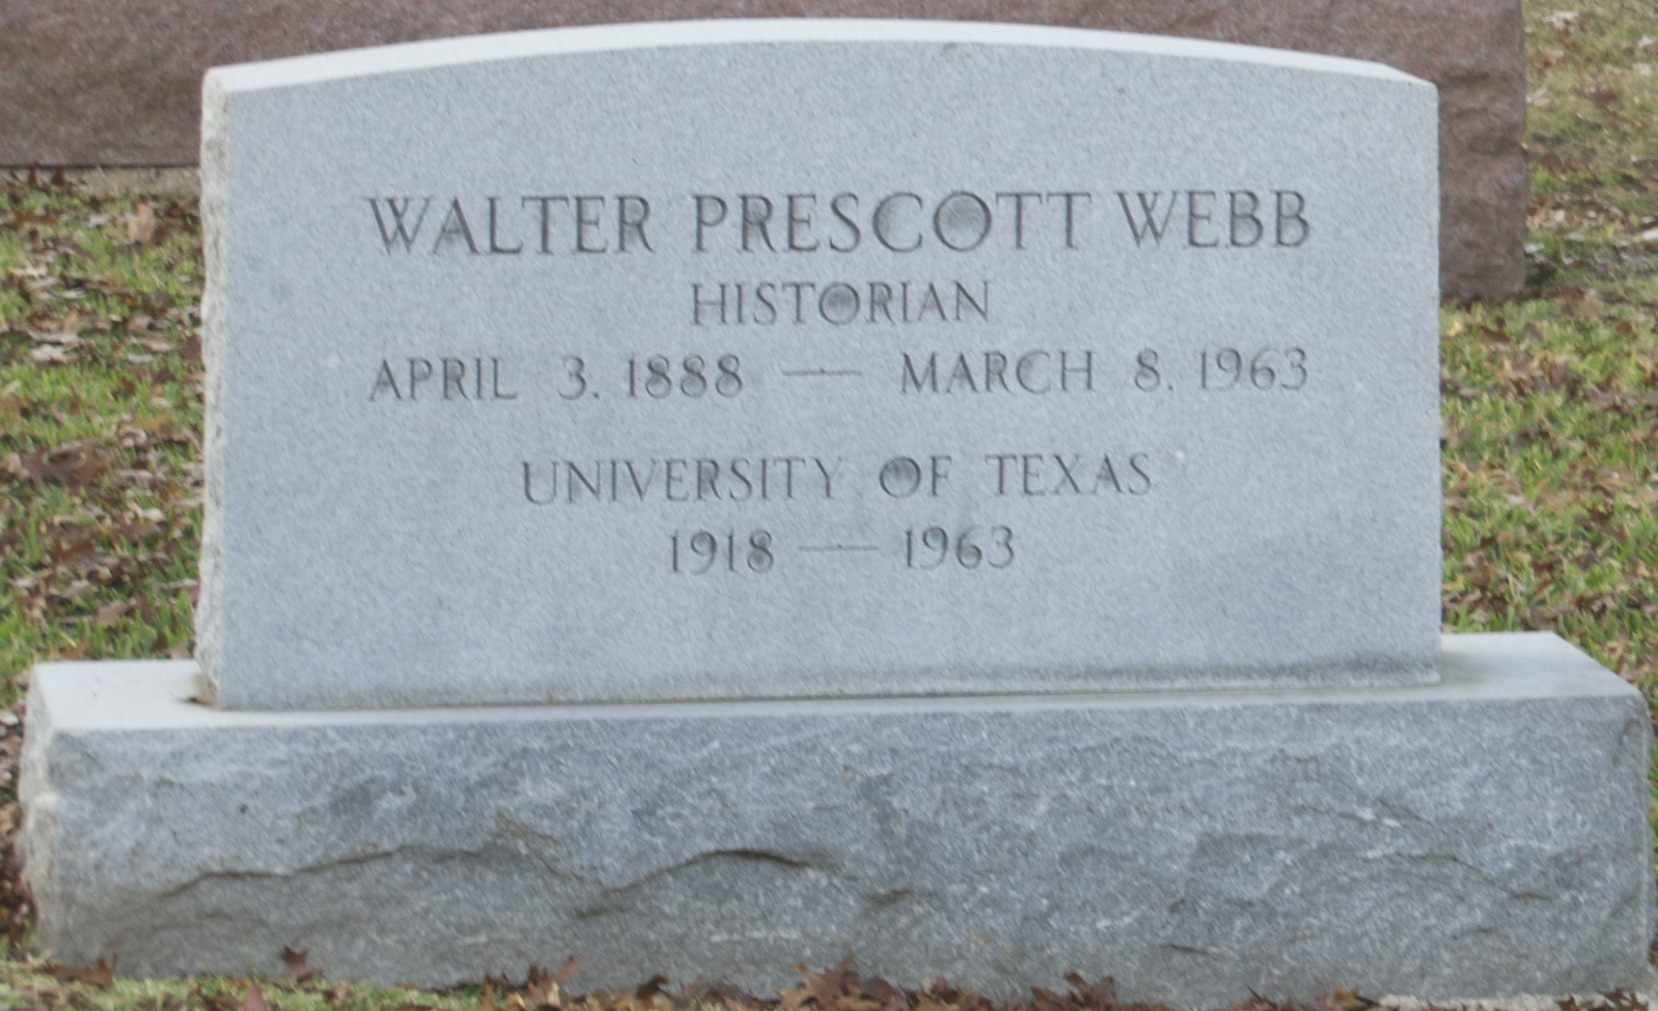 WALTER PRESCOTT WEBB
HISTORIAN
APRIL 3, 1888 — MARCH 8, 1963
UNIVERSITY OF TEXAS
1918 — 1963